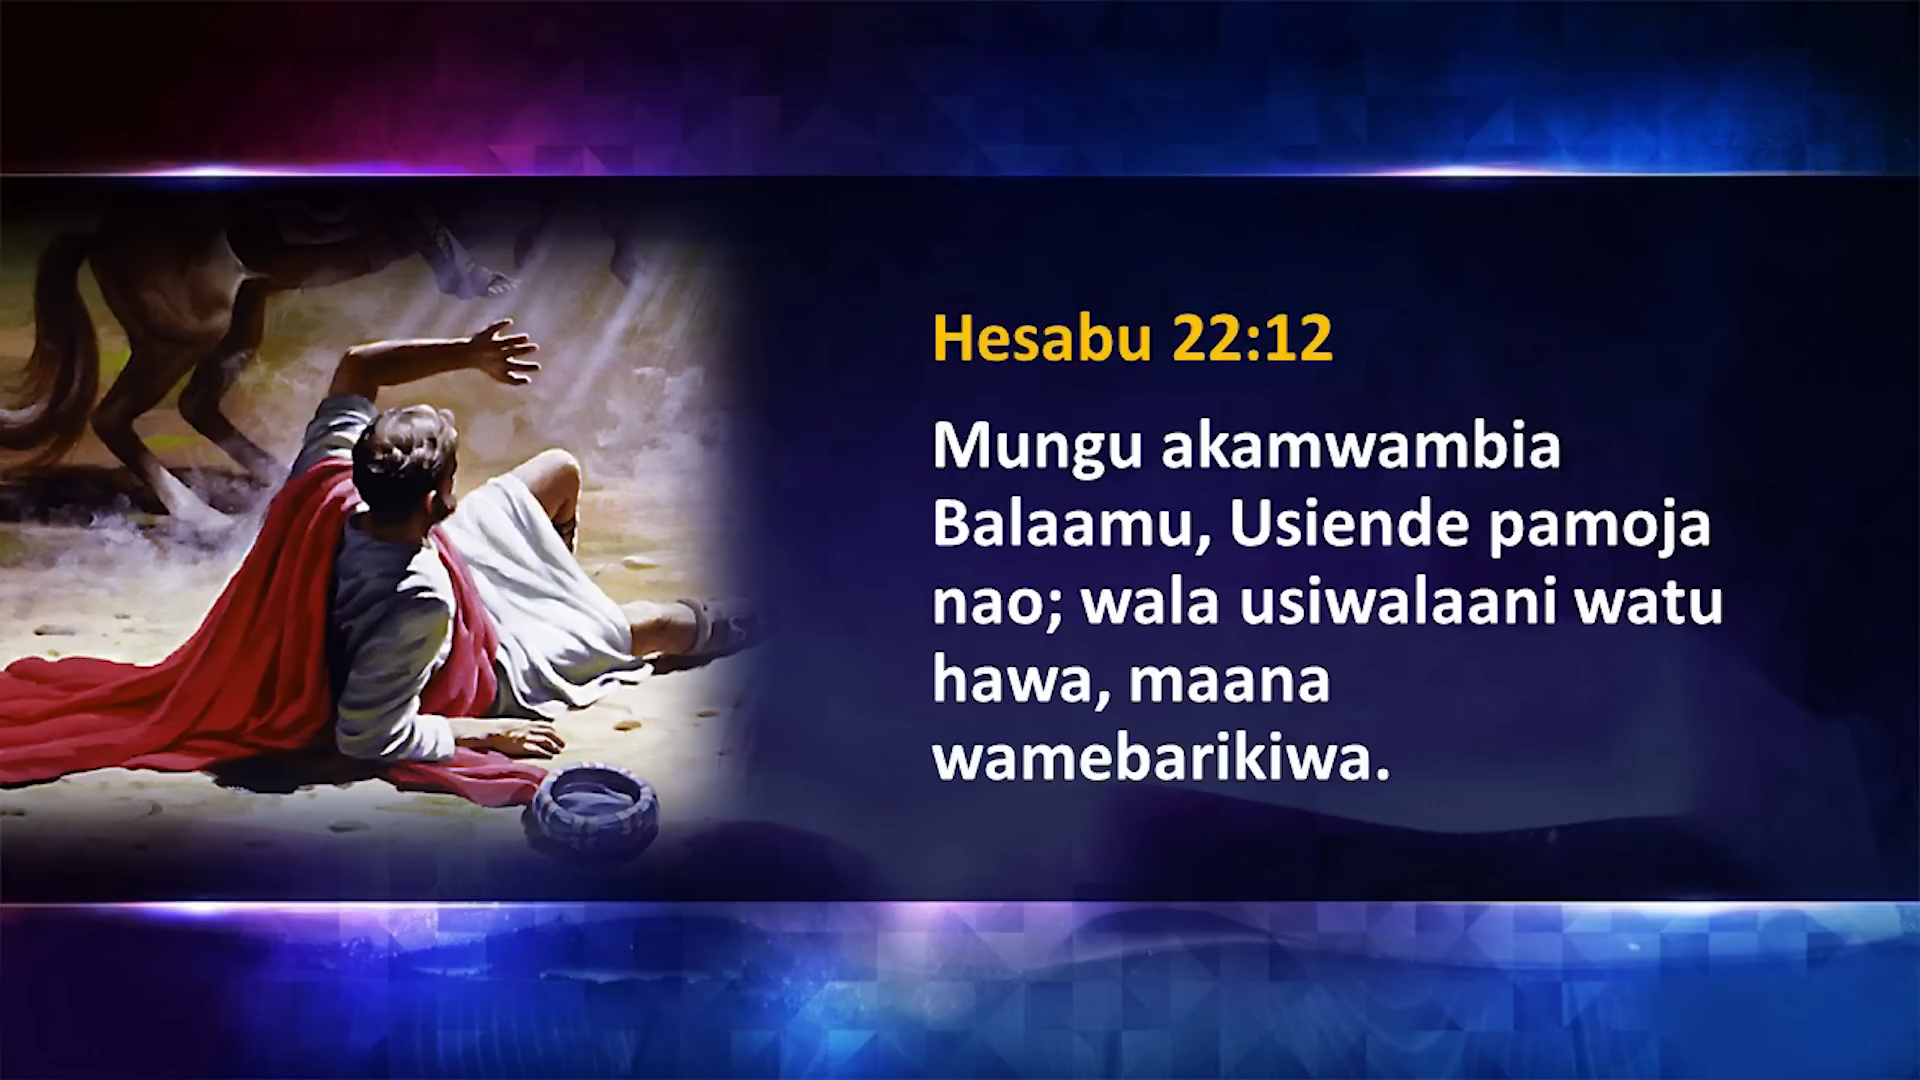 Hesabu 22:12
Mungu akamwambia
Balaamu, Usiende pamoja
nao; wala usiwalaani watu
hawa, maana
wamebarikiwa.